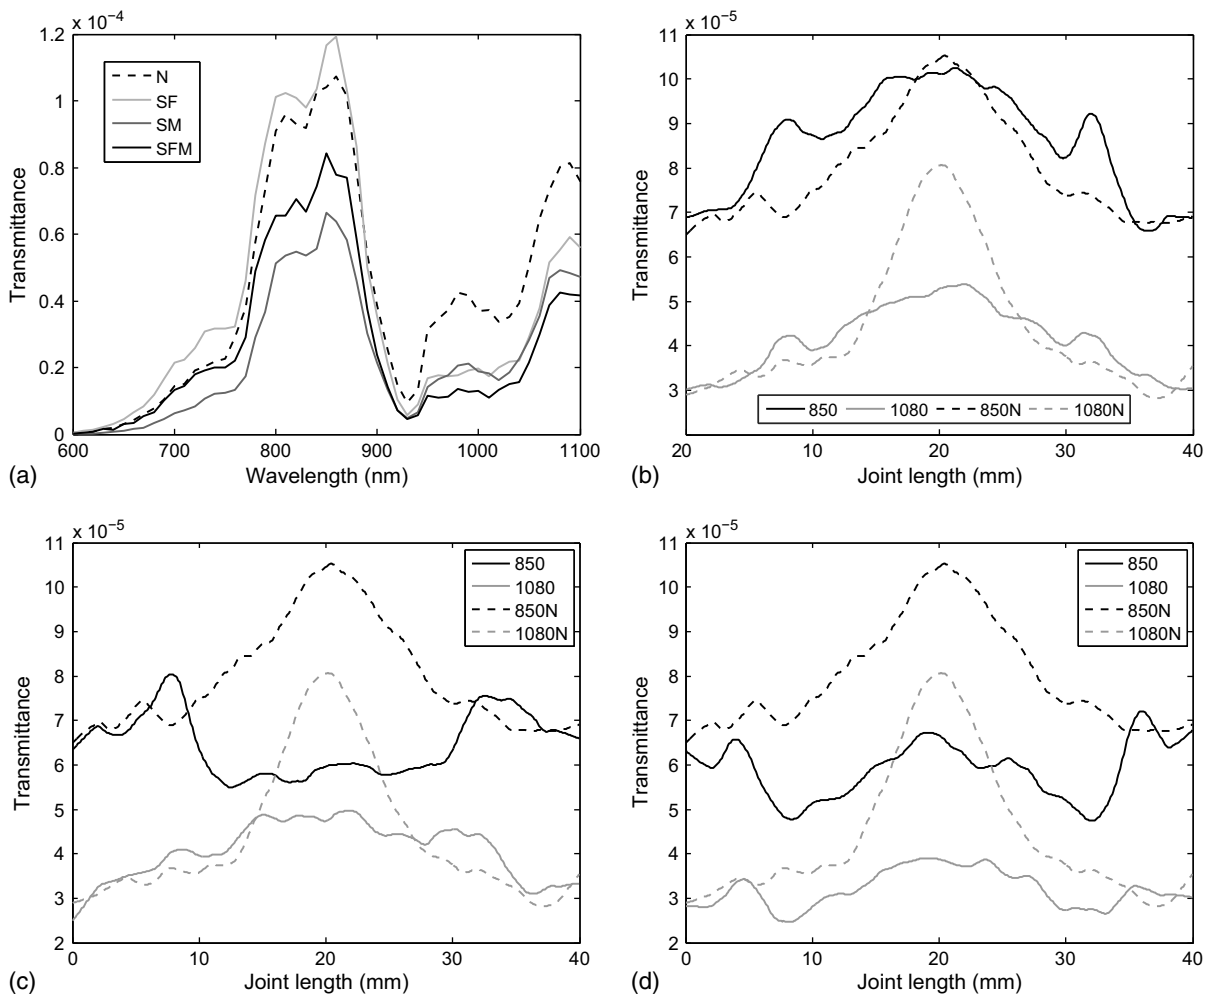 x 10⁻⁴
1.2
1
0.8
0.6
0.4
0.2
0
Transmittance
N
SF
SM
SFM
600 700 800 900 1000 1100
Wavelength (nm)
(a)
x 10⁻⁵
11
10
9
8
7
6
5
4
3
Transmittance
850 1080 850N 1080N
20 10 20 30 40
Joint length (mm)
(b)
x 10⁻⁵
11
10
9
8
7
6
5
4
3
2
Transmittance
850
1080
850N
1080N
0 10 20 30 40
Joint length (mm)
(c)
x 10⁻⁵
11
10
9
8
7
6
5
4
3
2
Transmittance
850
1080
850N
1080N
0 10 20 30 40
Joint length (mm)
(d)